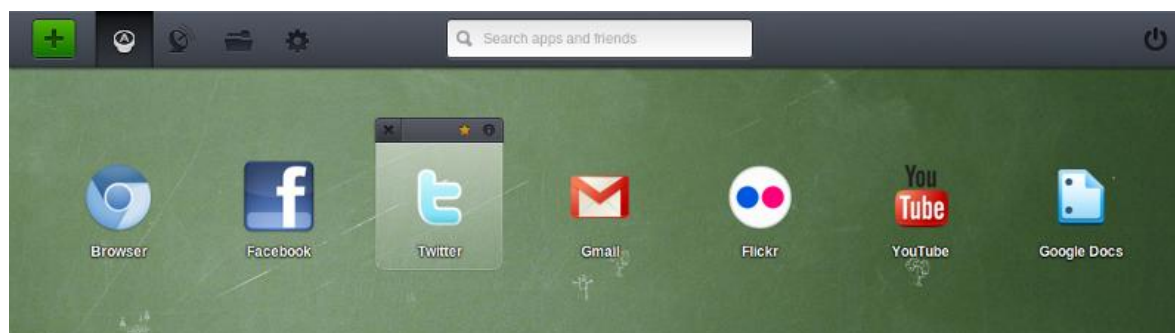 Search apps and friends
You
Tube
Browser
Facebook
Twitter
Gmail
Flickr
YouTube
Google Docs